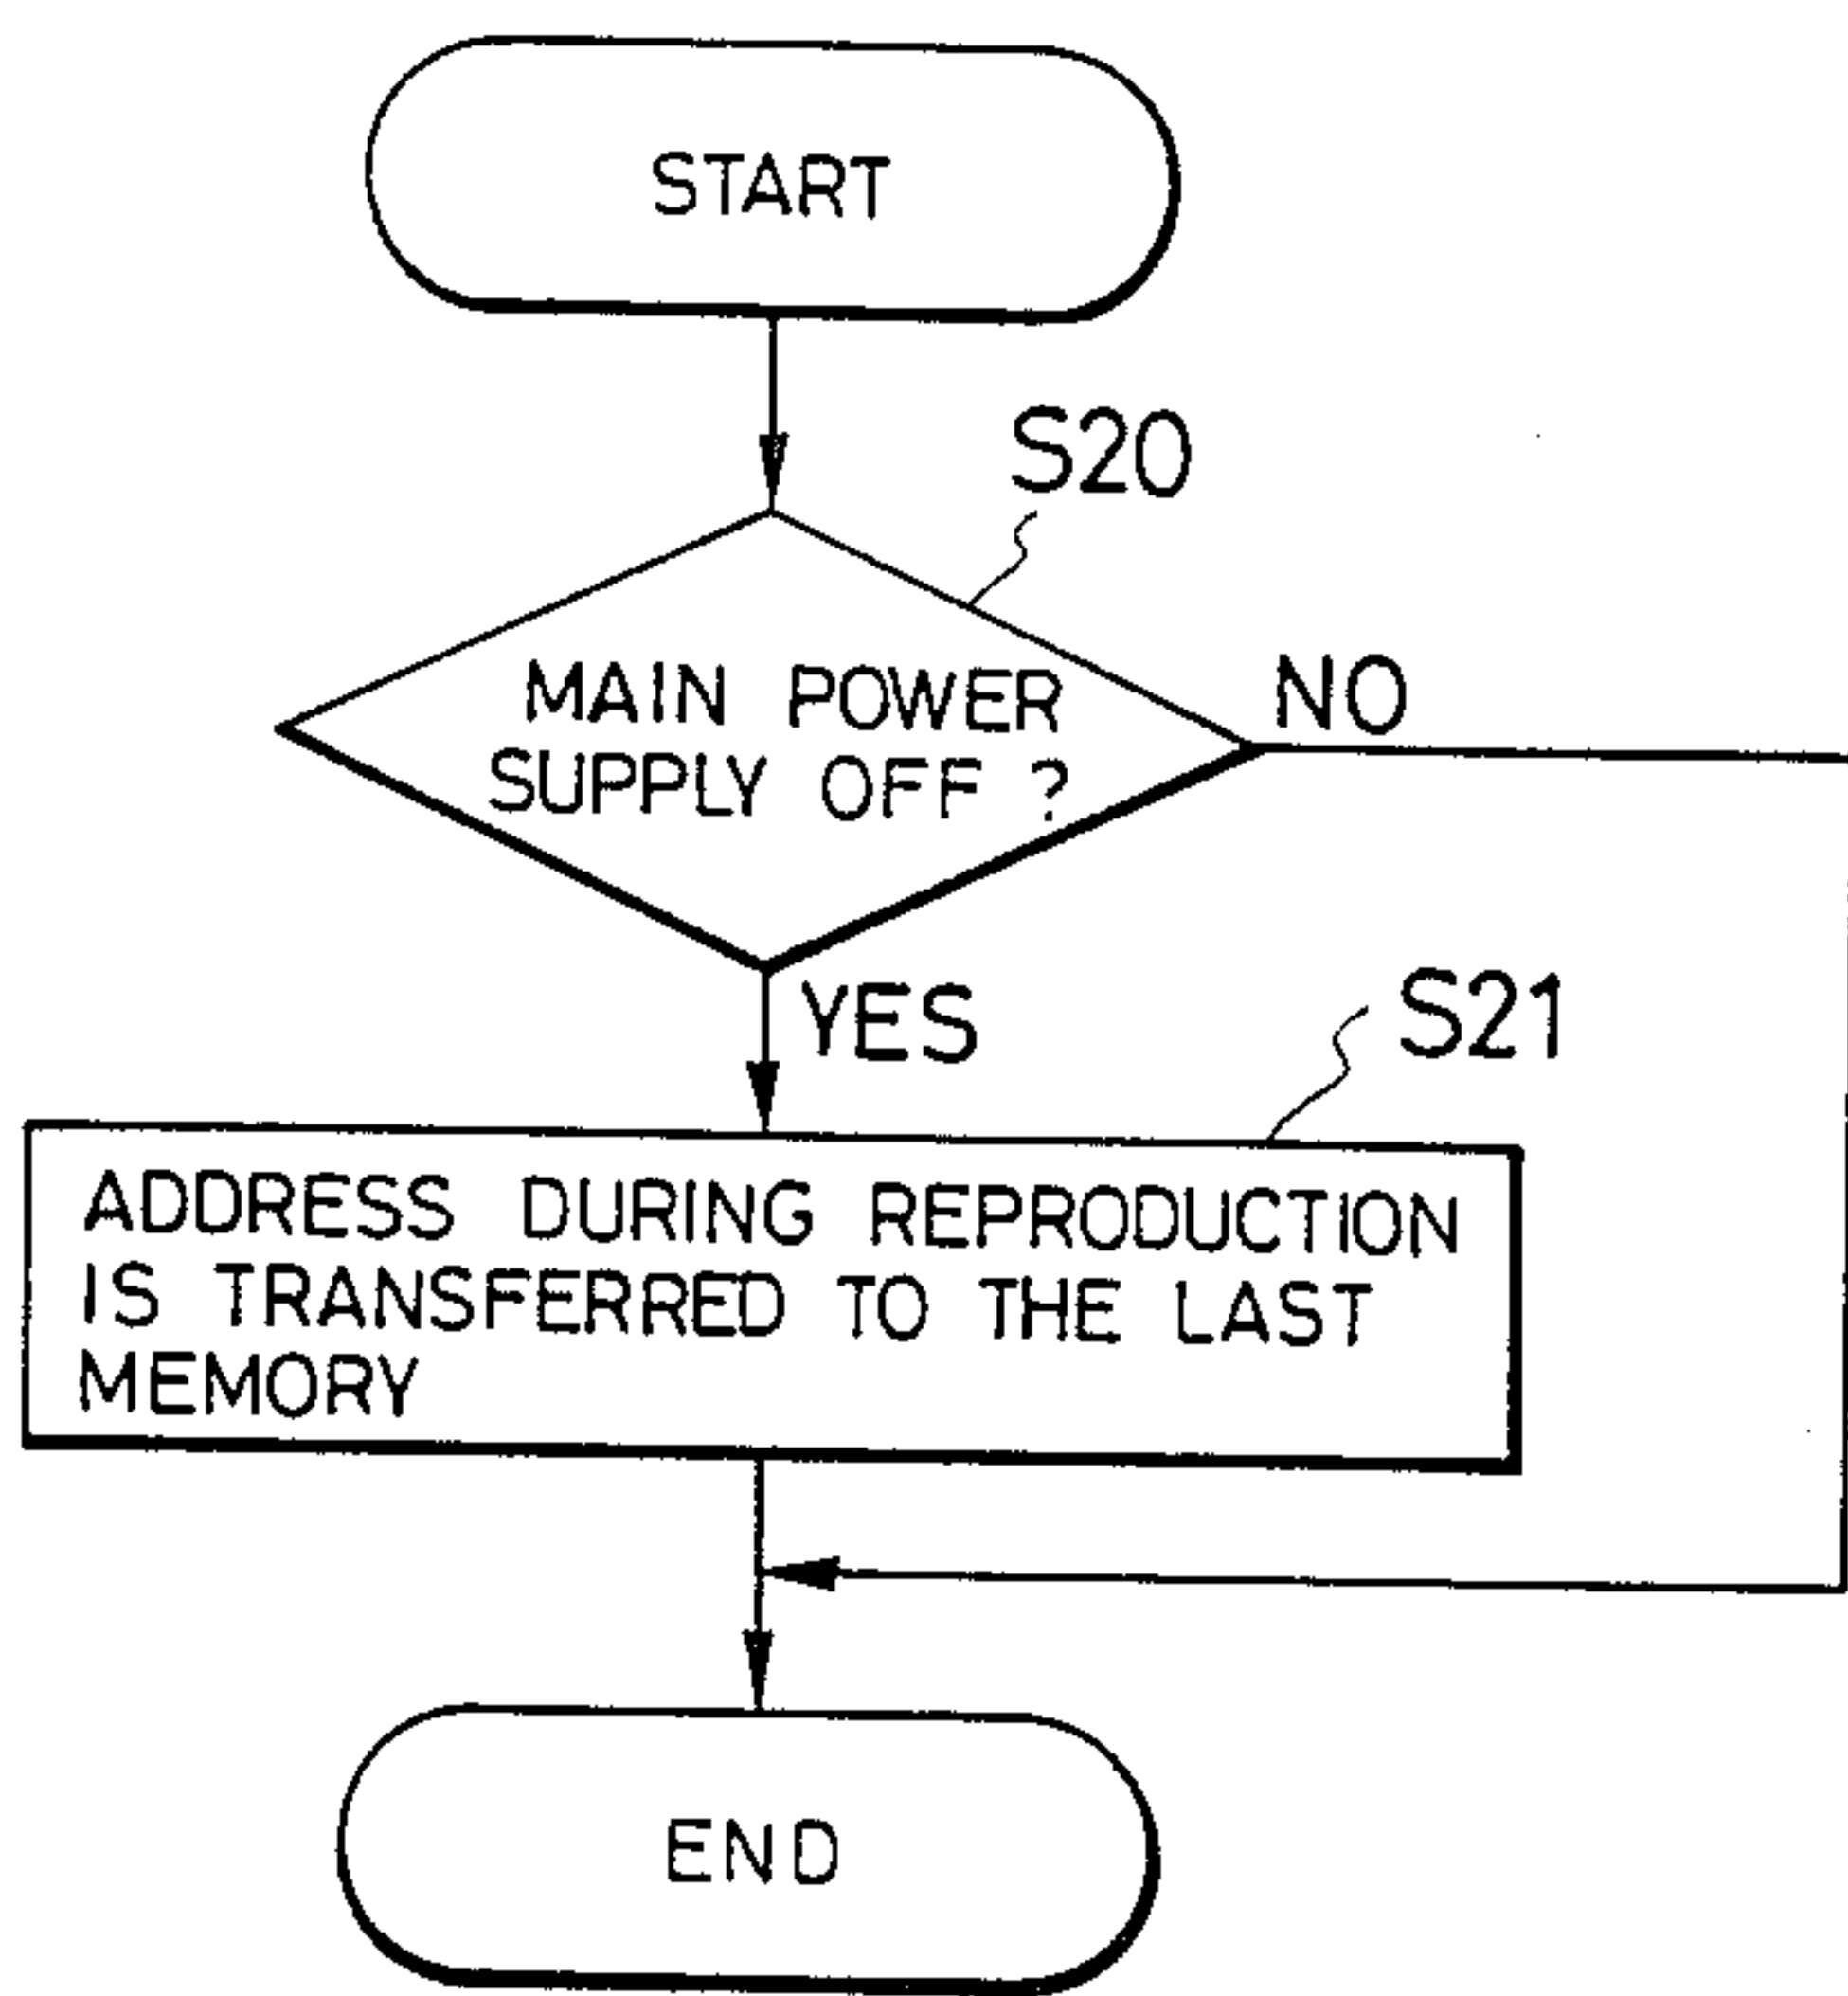 START
S20
MAIN POWER
SUPPLY OFF ?
NO
YES
S21
ADDRESS DURING REPRODUCTION
IS TRANSFERRED TO THE LAST
MEMORY
END